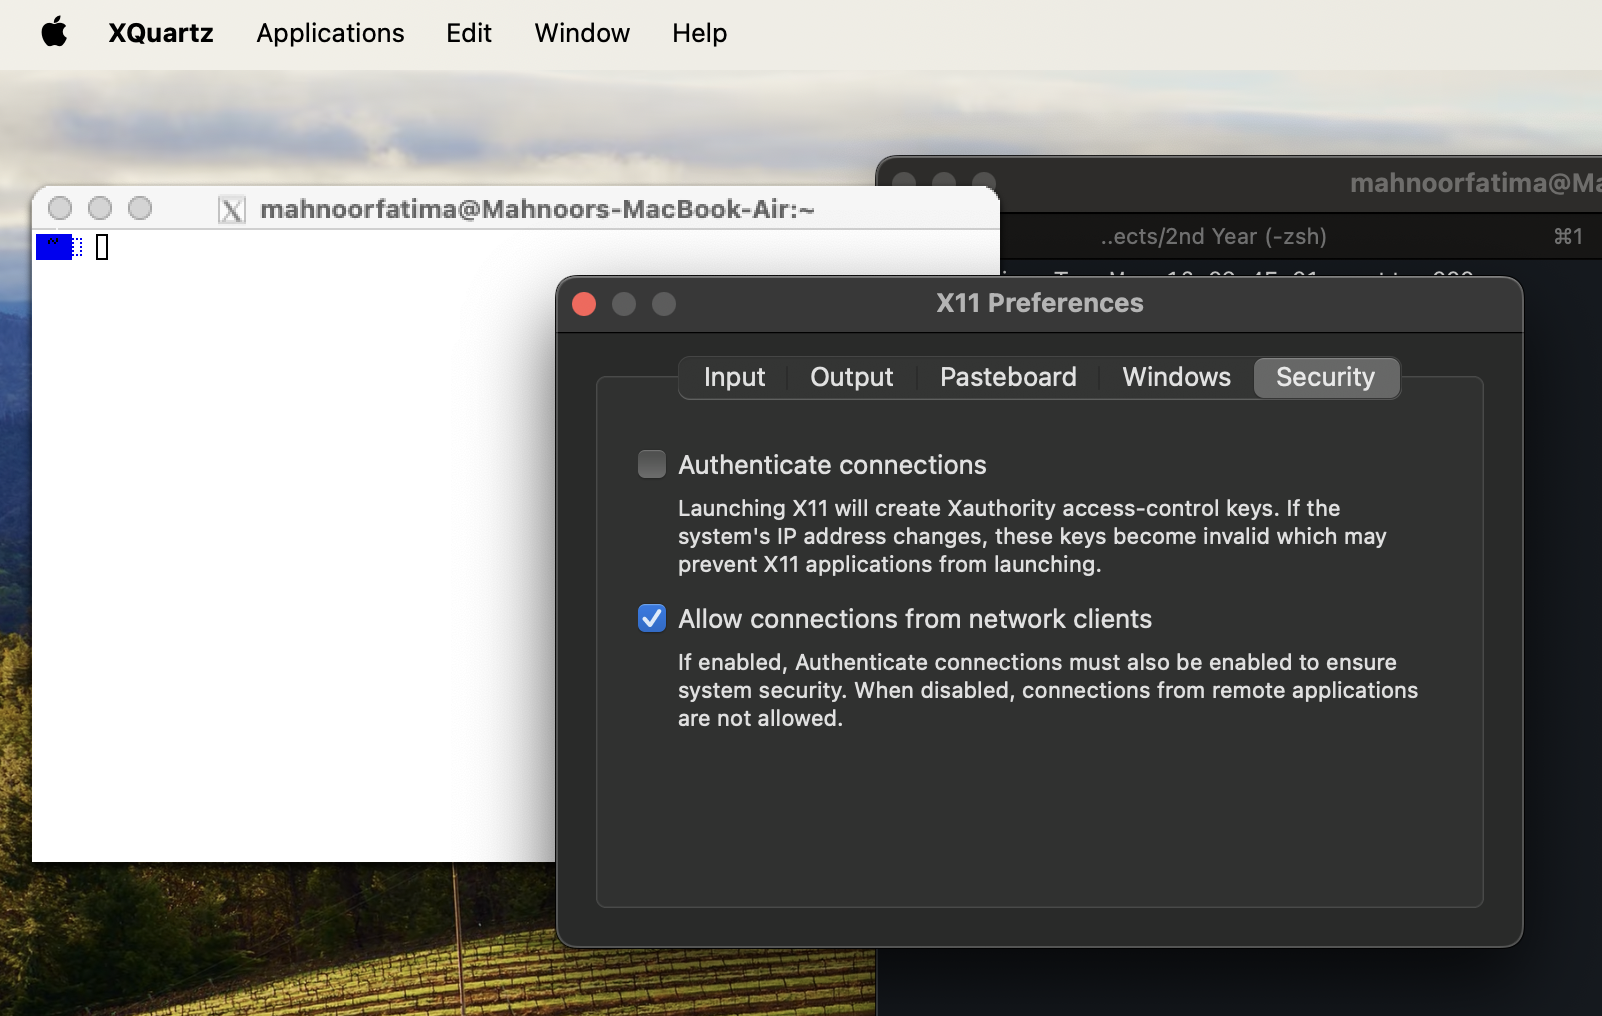 XQuartz Applications Edit Window Help
mahnoorfatima@Ma
mahnoorfatima@Mahnoors-MacBook-Air:~
..ects/2nd Year (-zsh) ⌘1
~
X11 Preferences
Input Output Pasteboard Windows Security
Authenticate connections
Launching X11 will create Xauthority access-control keys. If the
system's IP address changes, these keys become invalid which may
prevent X11 applications from launching.
Allow connections from network clients
If enabled, Authenticate connections must also be enabled to ensure
system security. When disabled, connections from remote applications
are not allowed.